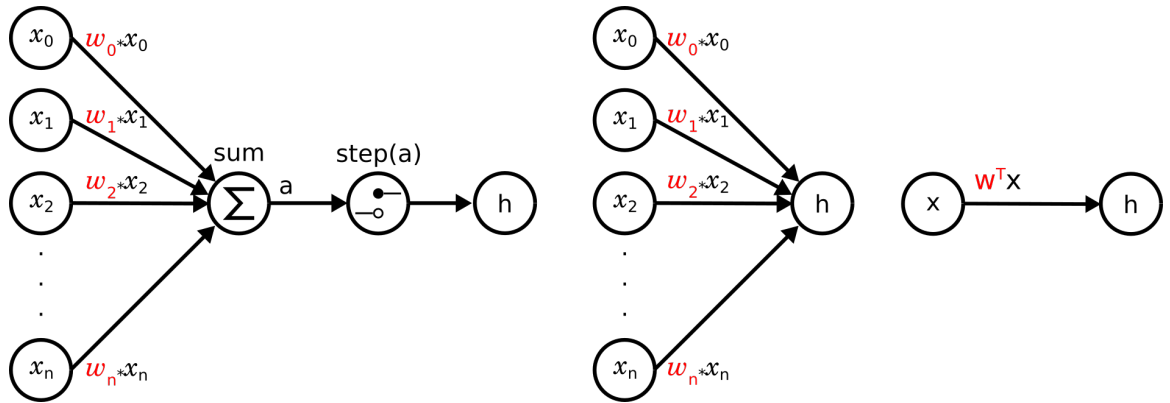 x₀ w₀*x₀
x₁ w₁*x₁
x₂ w₂*x₂
sum
Σ
a
step(a)
h
.
.
.
xₙ wₙ*xₙ
x₀ w₀*x₀
x₁ w₁*x₁
x₂ w₂*x₂
h
.
.
.
xₙ wₙ*xₙ
x wᵀx h